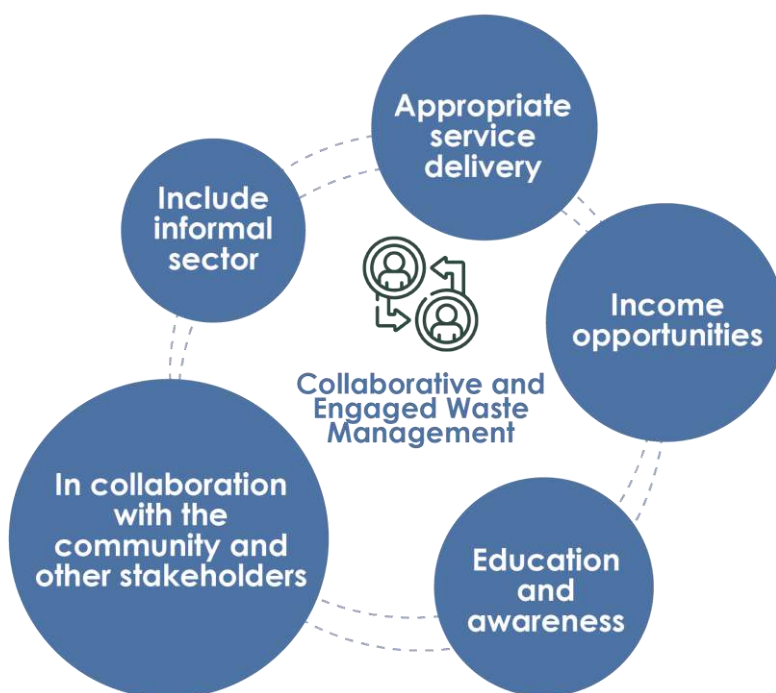 Appropriate
service
delivery
Include
informal
sector
Income
opportunities
Collaborative and
Engaged Waste
Management
In collaboration
with the
community and
other stakeholders
Education
and
awareness